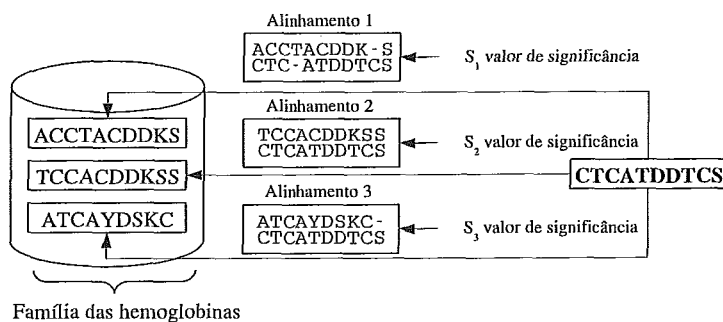 Alinhamento 1
ACCTACDDK-S
CTC-ATDDTCS
S₁ valor de significância
Alinhamento 2
ACCTACDDKS
TCCACDDKSS
CTCATDDTCS
S₂ valor de significância
TCCACDDKSS
CTCATDDTCS
Alinhamento 3
ATCAYDSKC
ATCAYDSKC-
CTCATDDTCS
S₃ valor de significância
Família das hemoglobinas